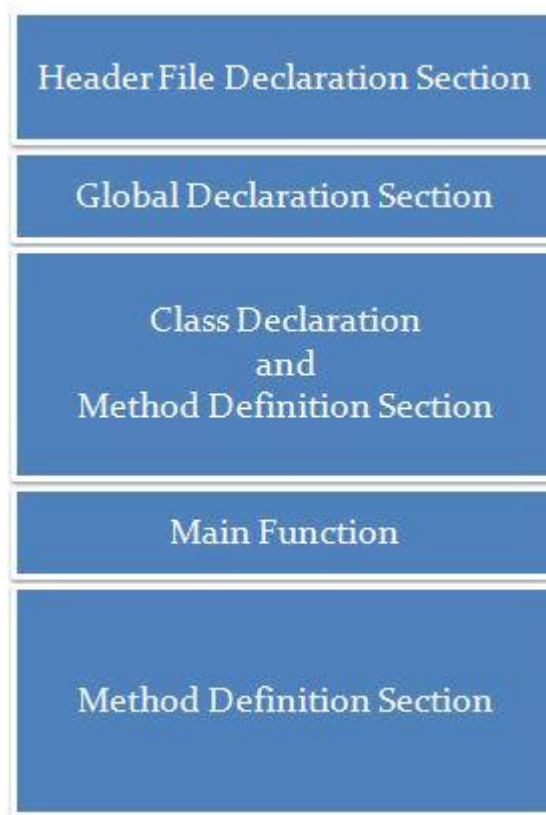 Header File Declaration Section
Global Declaration Section
Class Declaration
and
Method Definition Section
Main Function
Method Definition Section